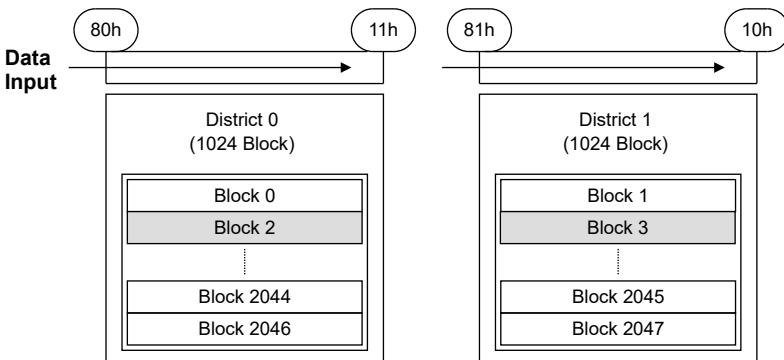 80h
11h
81h
10h
Data
Input
District 0
(1024 Block)
Block 0
Block 2
Block 2044
Block 2046
District 1
(1024 Block)
Block 1
Block 3
Block 2045
Block 2047